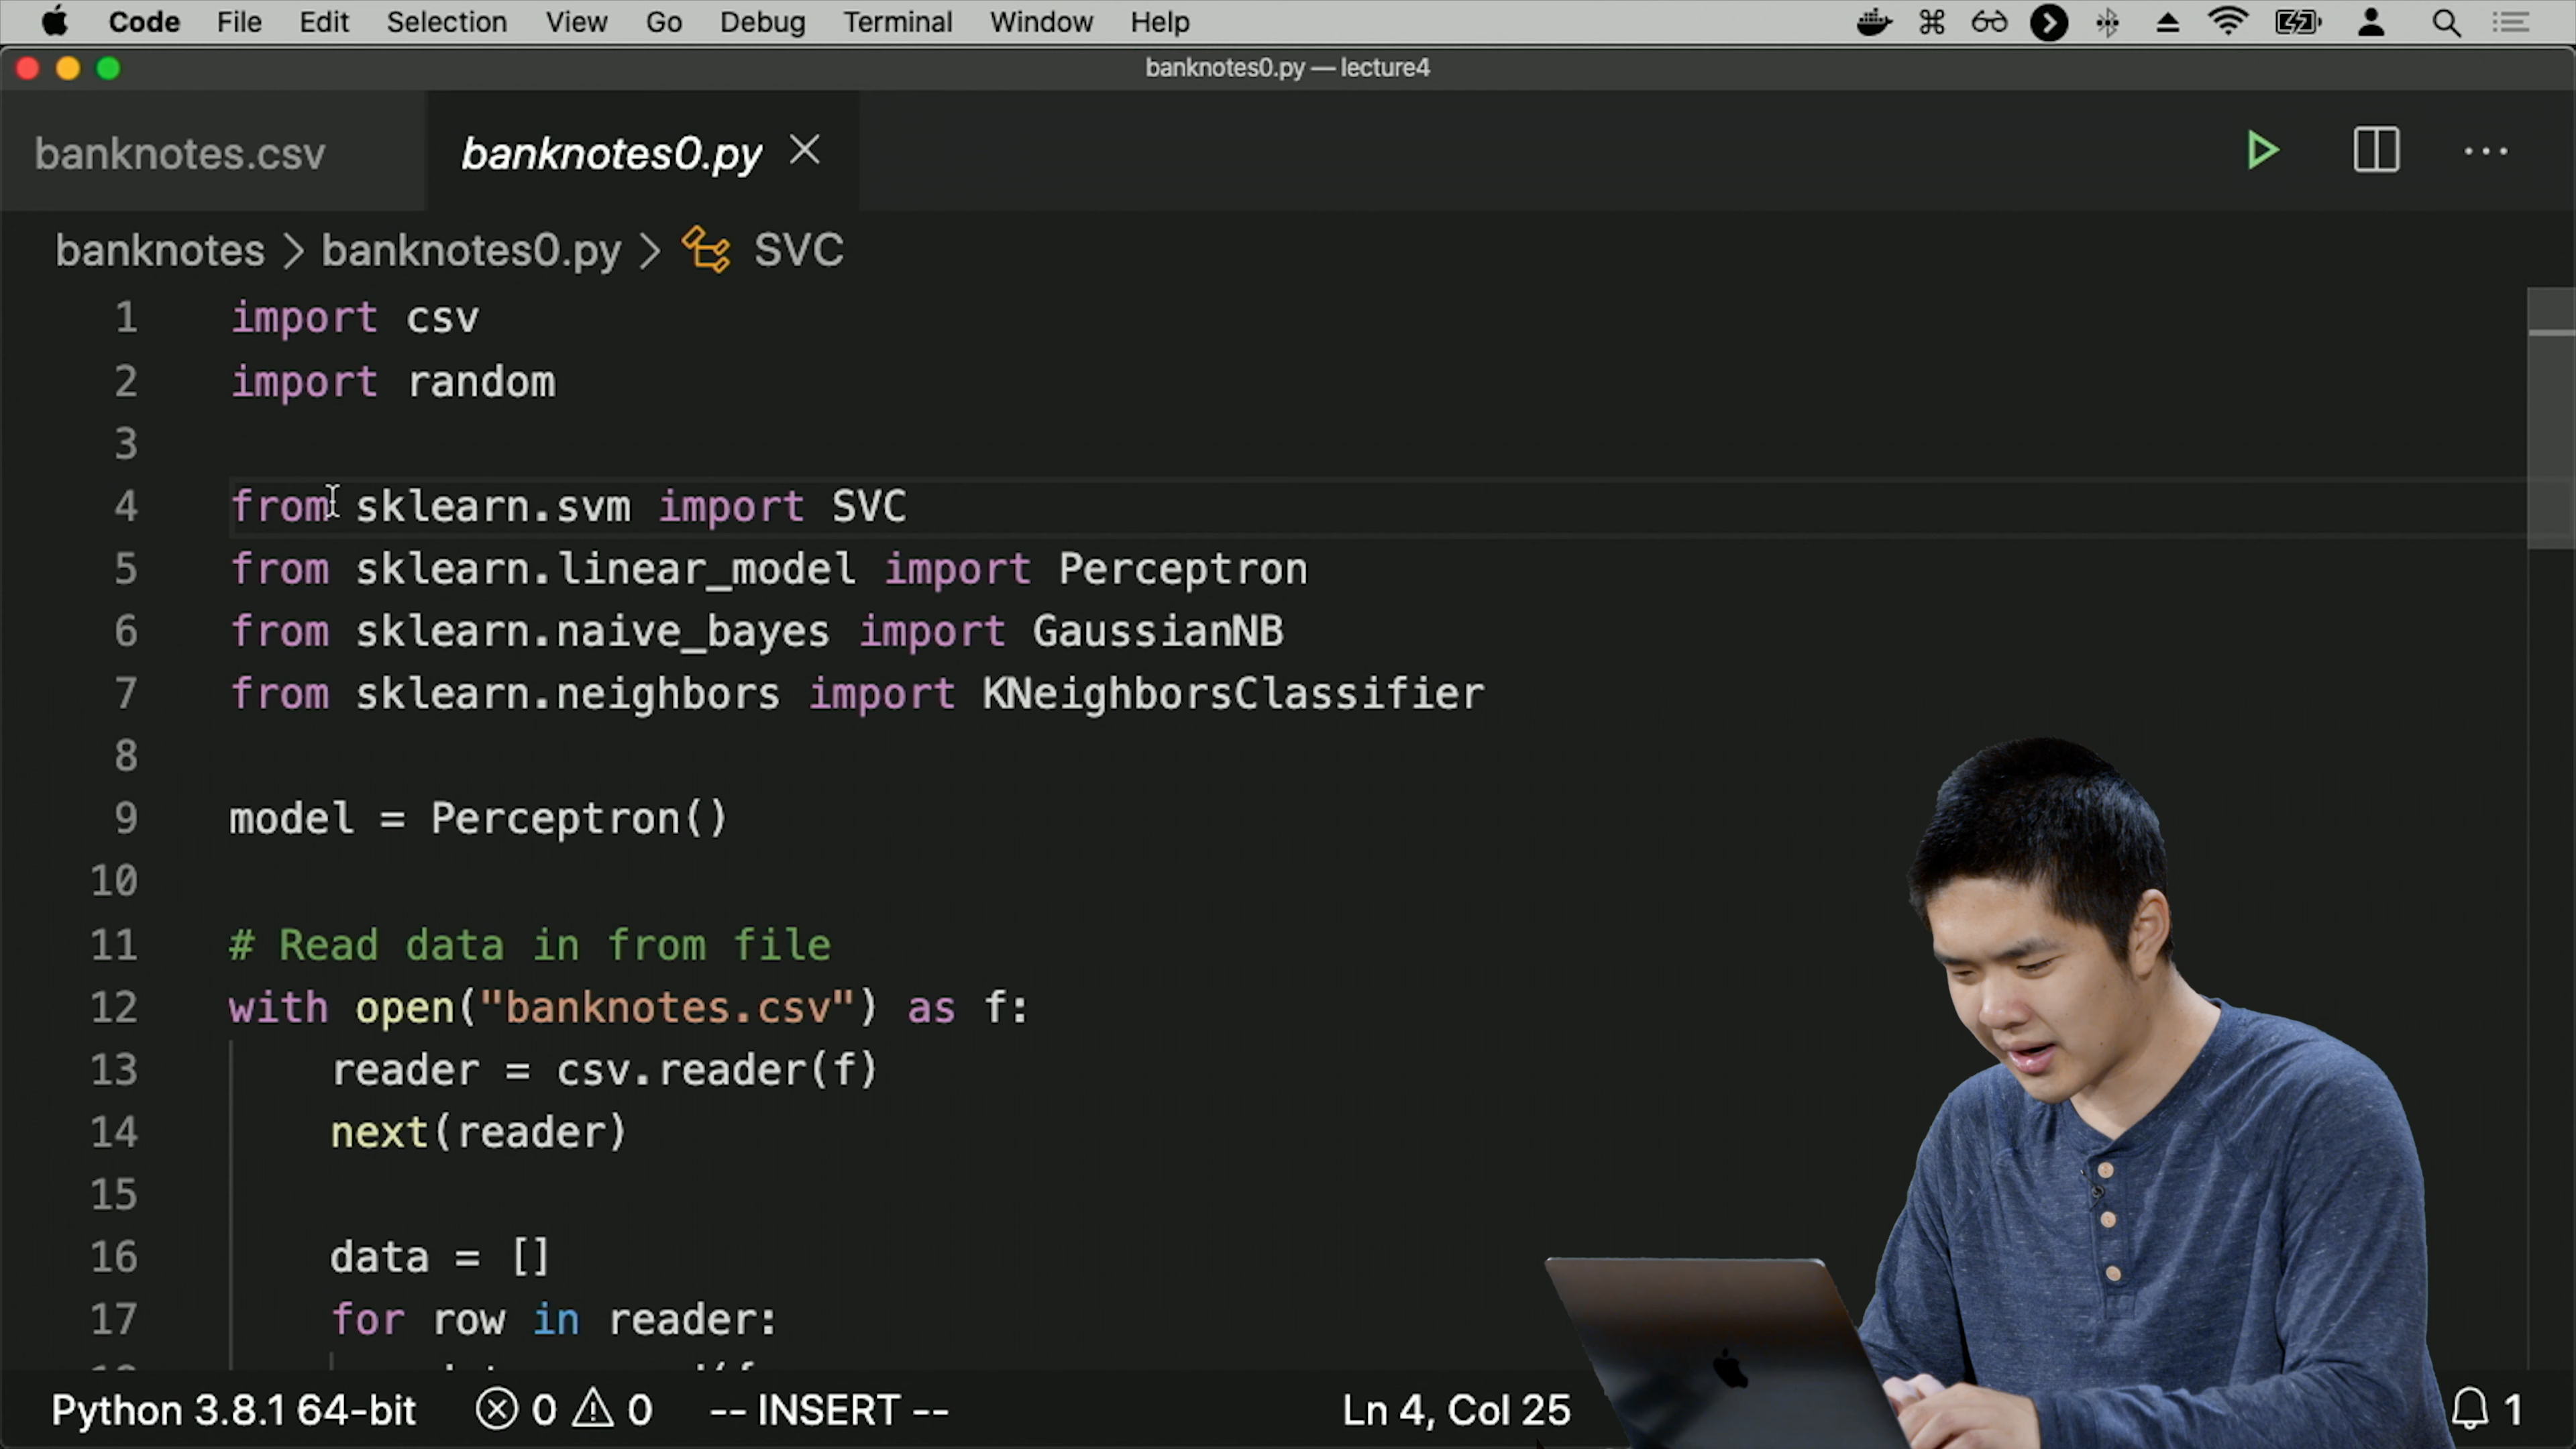 Code File Edit Selection View Go Debug Terminal Window Help
banknotes0.py — lecture4
banknotes.csv banknotes0.py
banknotes > banknotes0.py > SVC
1 import csv
2 import random
3
4 from sklearn.svm import SVC
5 from sklearn.linear_model import Perceptron
6 from sklearn.naive_bayes import GaussianNB
7 from sklearn.neighbors import KNeighborsClassifier
8
9 model = Perceptron()
10
11 # Read data in from file
12 with open("banknotes.csv") as f:
13 reader = csv.reader(f)
14 next(reader)
15
16 data = []
17 for row in reader:
Python 3.8.1 64-bit 0 0 -- INSERT -- Ln 4, Col 25 1